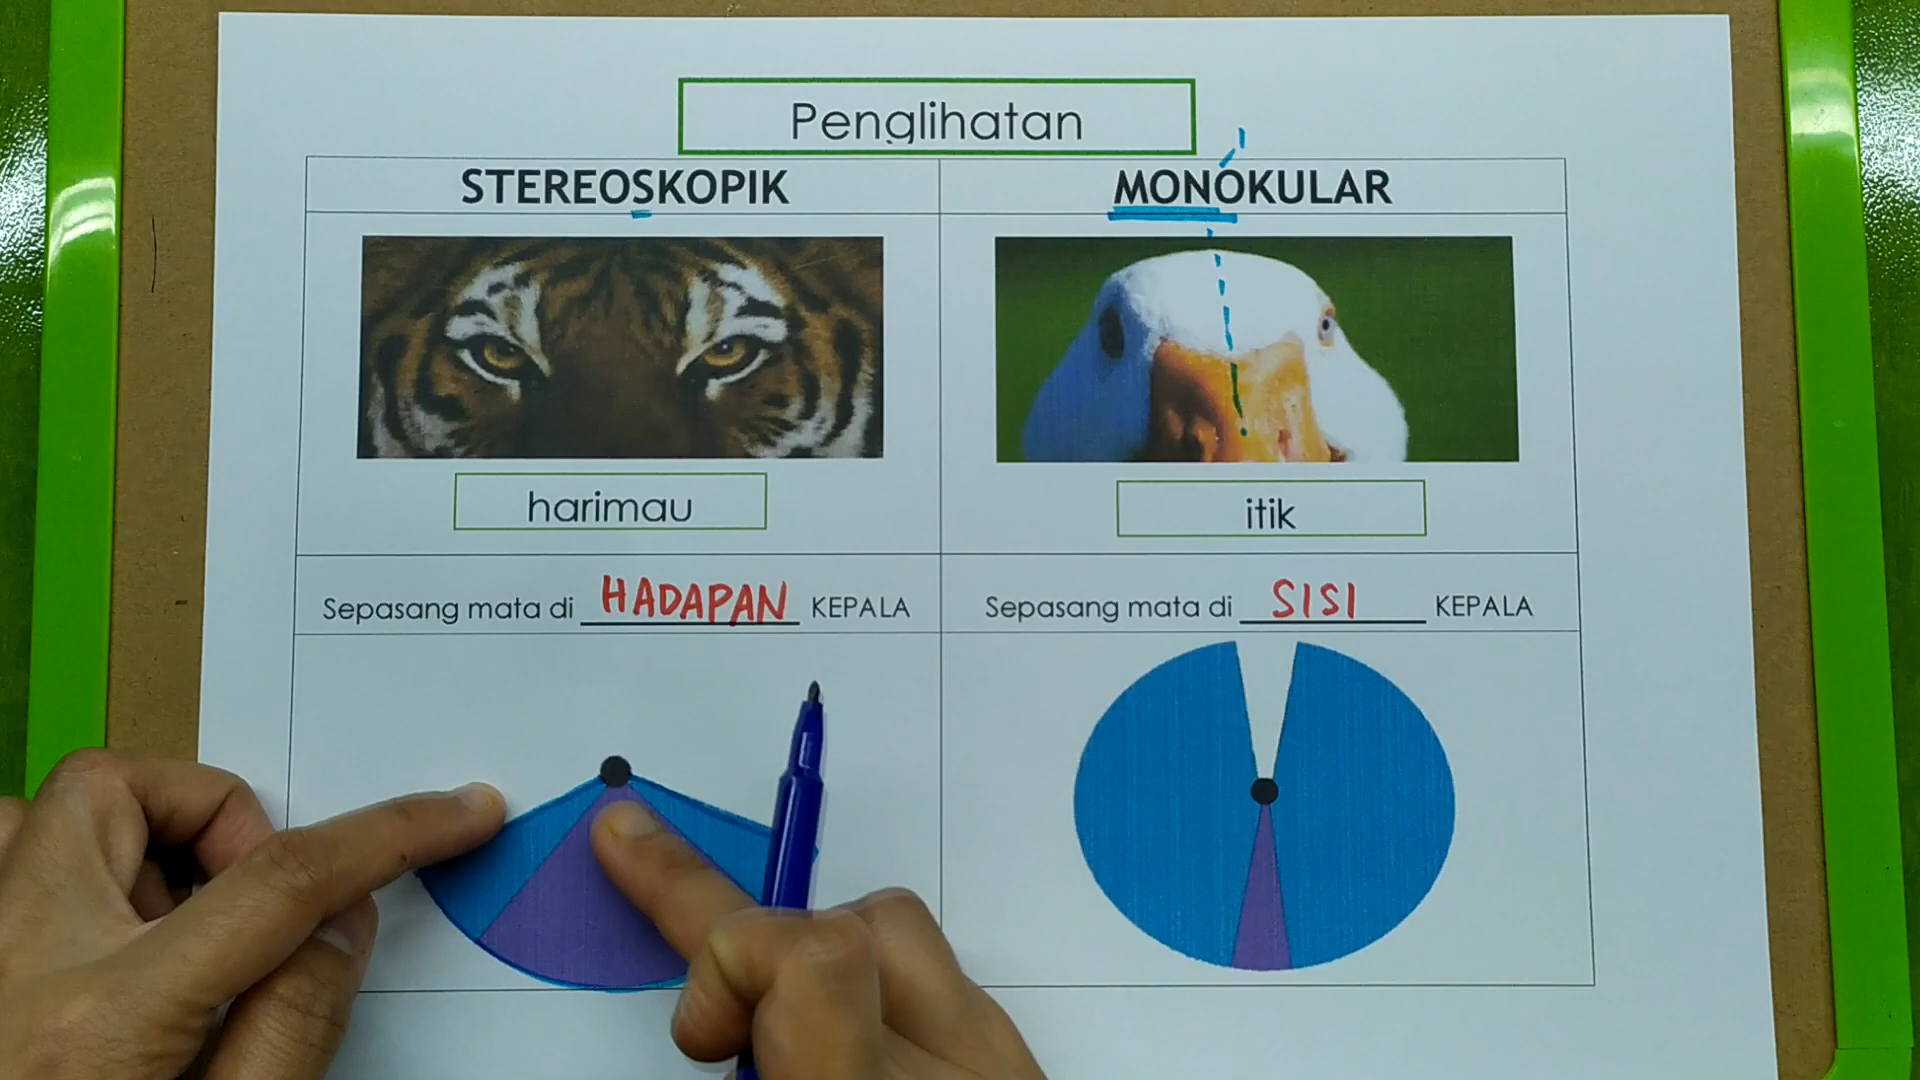 Penglihatan
STEREOSKOPIK
MONOKULAR
harimau
itik
Sepasang mata di HADAPAN KEPALA
Sepasang mata di SISI KEPALA